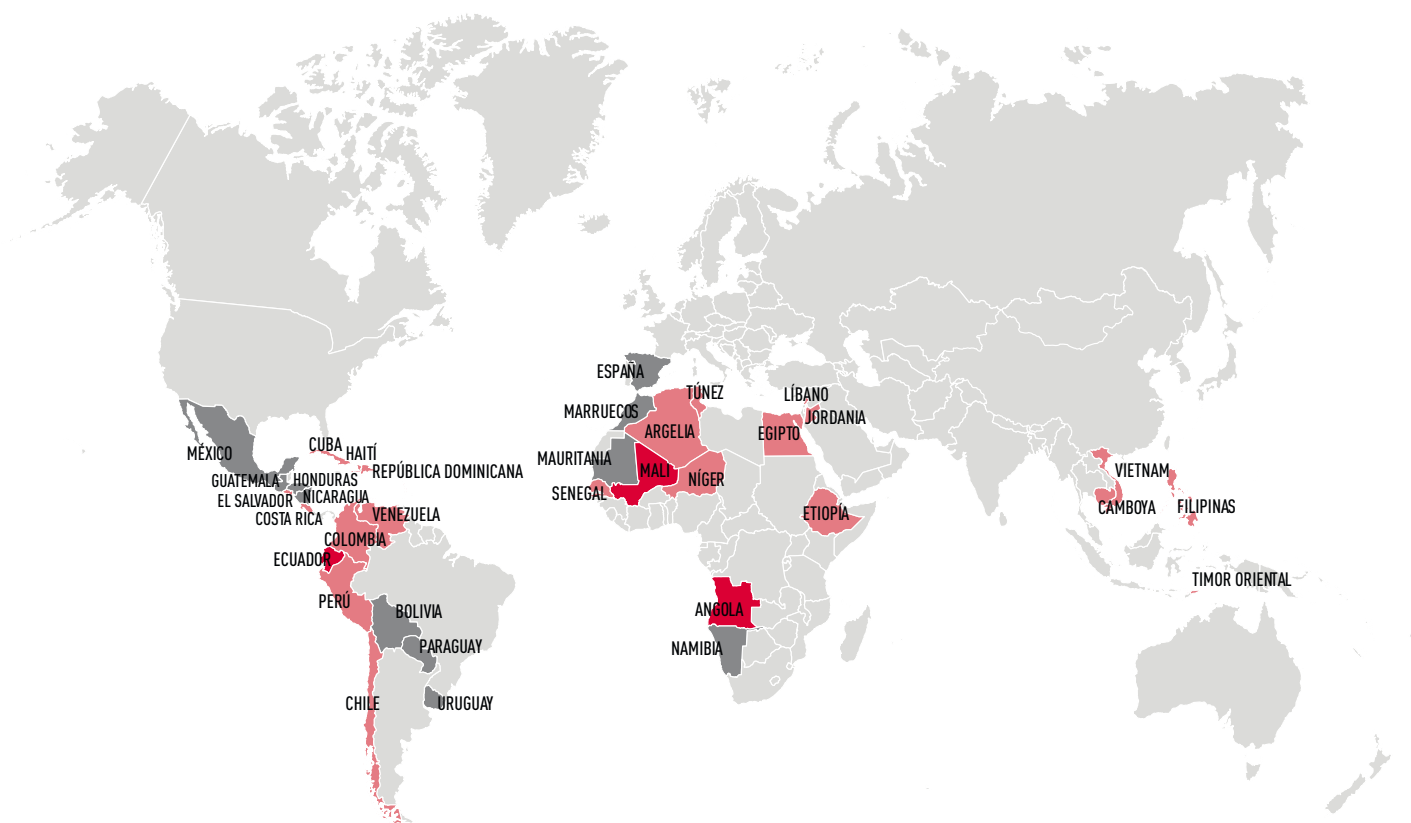 ESPAÑA
TÚNEZ
LÍBANO
MARRUECOS
JORDANIA
ARGELIA
EGIPTO
CUBA
HAITÍ
MÉXICO
MAURITANIA
REPÚBLICA DOMINICANA
MALI
VIETNAM
GUATEMALA
HONDURAS
NÍGER
SENEGAL
NICARAGUA
EL SALVADOR
CAMBOYA
FILIPINAS
VENEZUELA
ETIOPÍA
COSTA RICA
COLOMBIA
ECUADOR
TIMOR ORIENTAL
PERÚ
ANGOLA
BOLIVIA
PARAGUAY
NAMIBIA
CHILE
URUGUAY